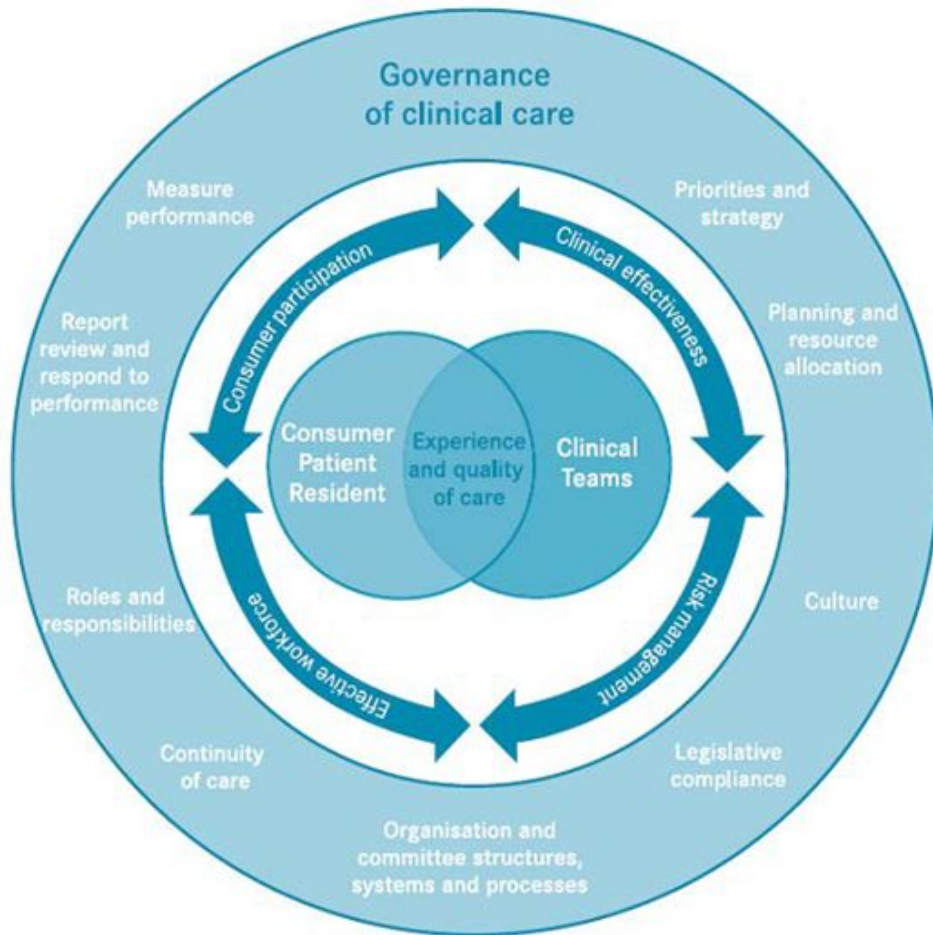 Governance
of clinical care
Priorities and
strategy
Planning and
resource
allocation
Culture
Legislative
compliance
Organisation and
committee structures,
systems and processes
Continuity
of care
Roles and
responsibilities
Report
review and
respond to
performance
Measure
performance
Consumer participation
Clinical effectiveness
Risk management
Effective workforce
Consumer
Patient
Resident
Experience
and quality
of care
Clinical
Teams